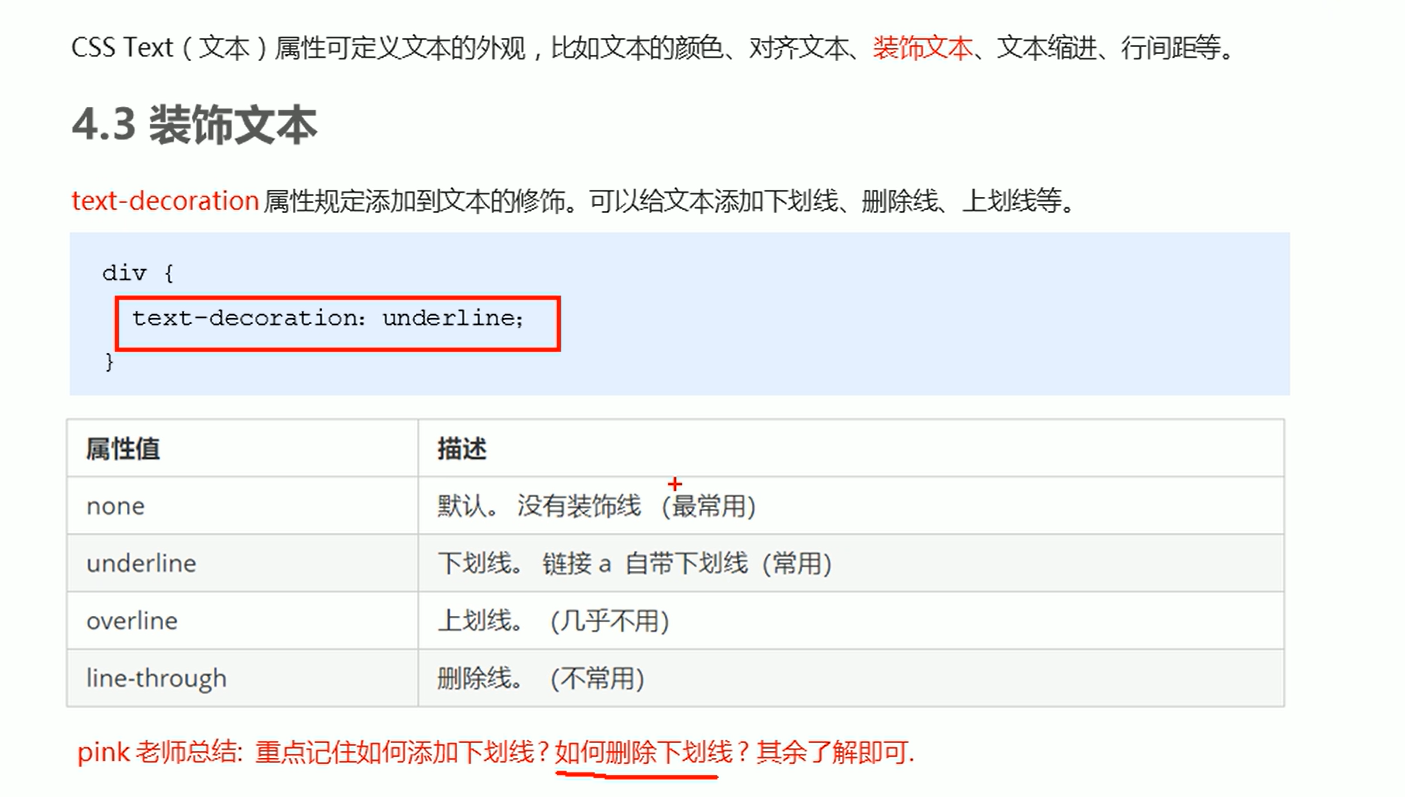 CSS Text（文本）属性可定义文本的外观，比如文本的颜色、对齐文本、装饰文本、文本缩进、行间距等。
4.3 装饰文本
text-decoration 属性规定添加到文本的修饰。可以给文本添加下划线、删除线、上划线等。
div {
text-decoration：underline；
}
属性值 描述
none 默认。 没有装饰线 (最常用)
underline 下划线。 链接 a 自带下划线 (常用)
overline 上划线。 (几乎不用)
line-through 删除线。 (不常用)
pink 老师总结: 重点记住如何添加下划线? 如何删除下划线? 其余了解即可.